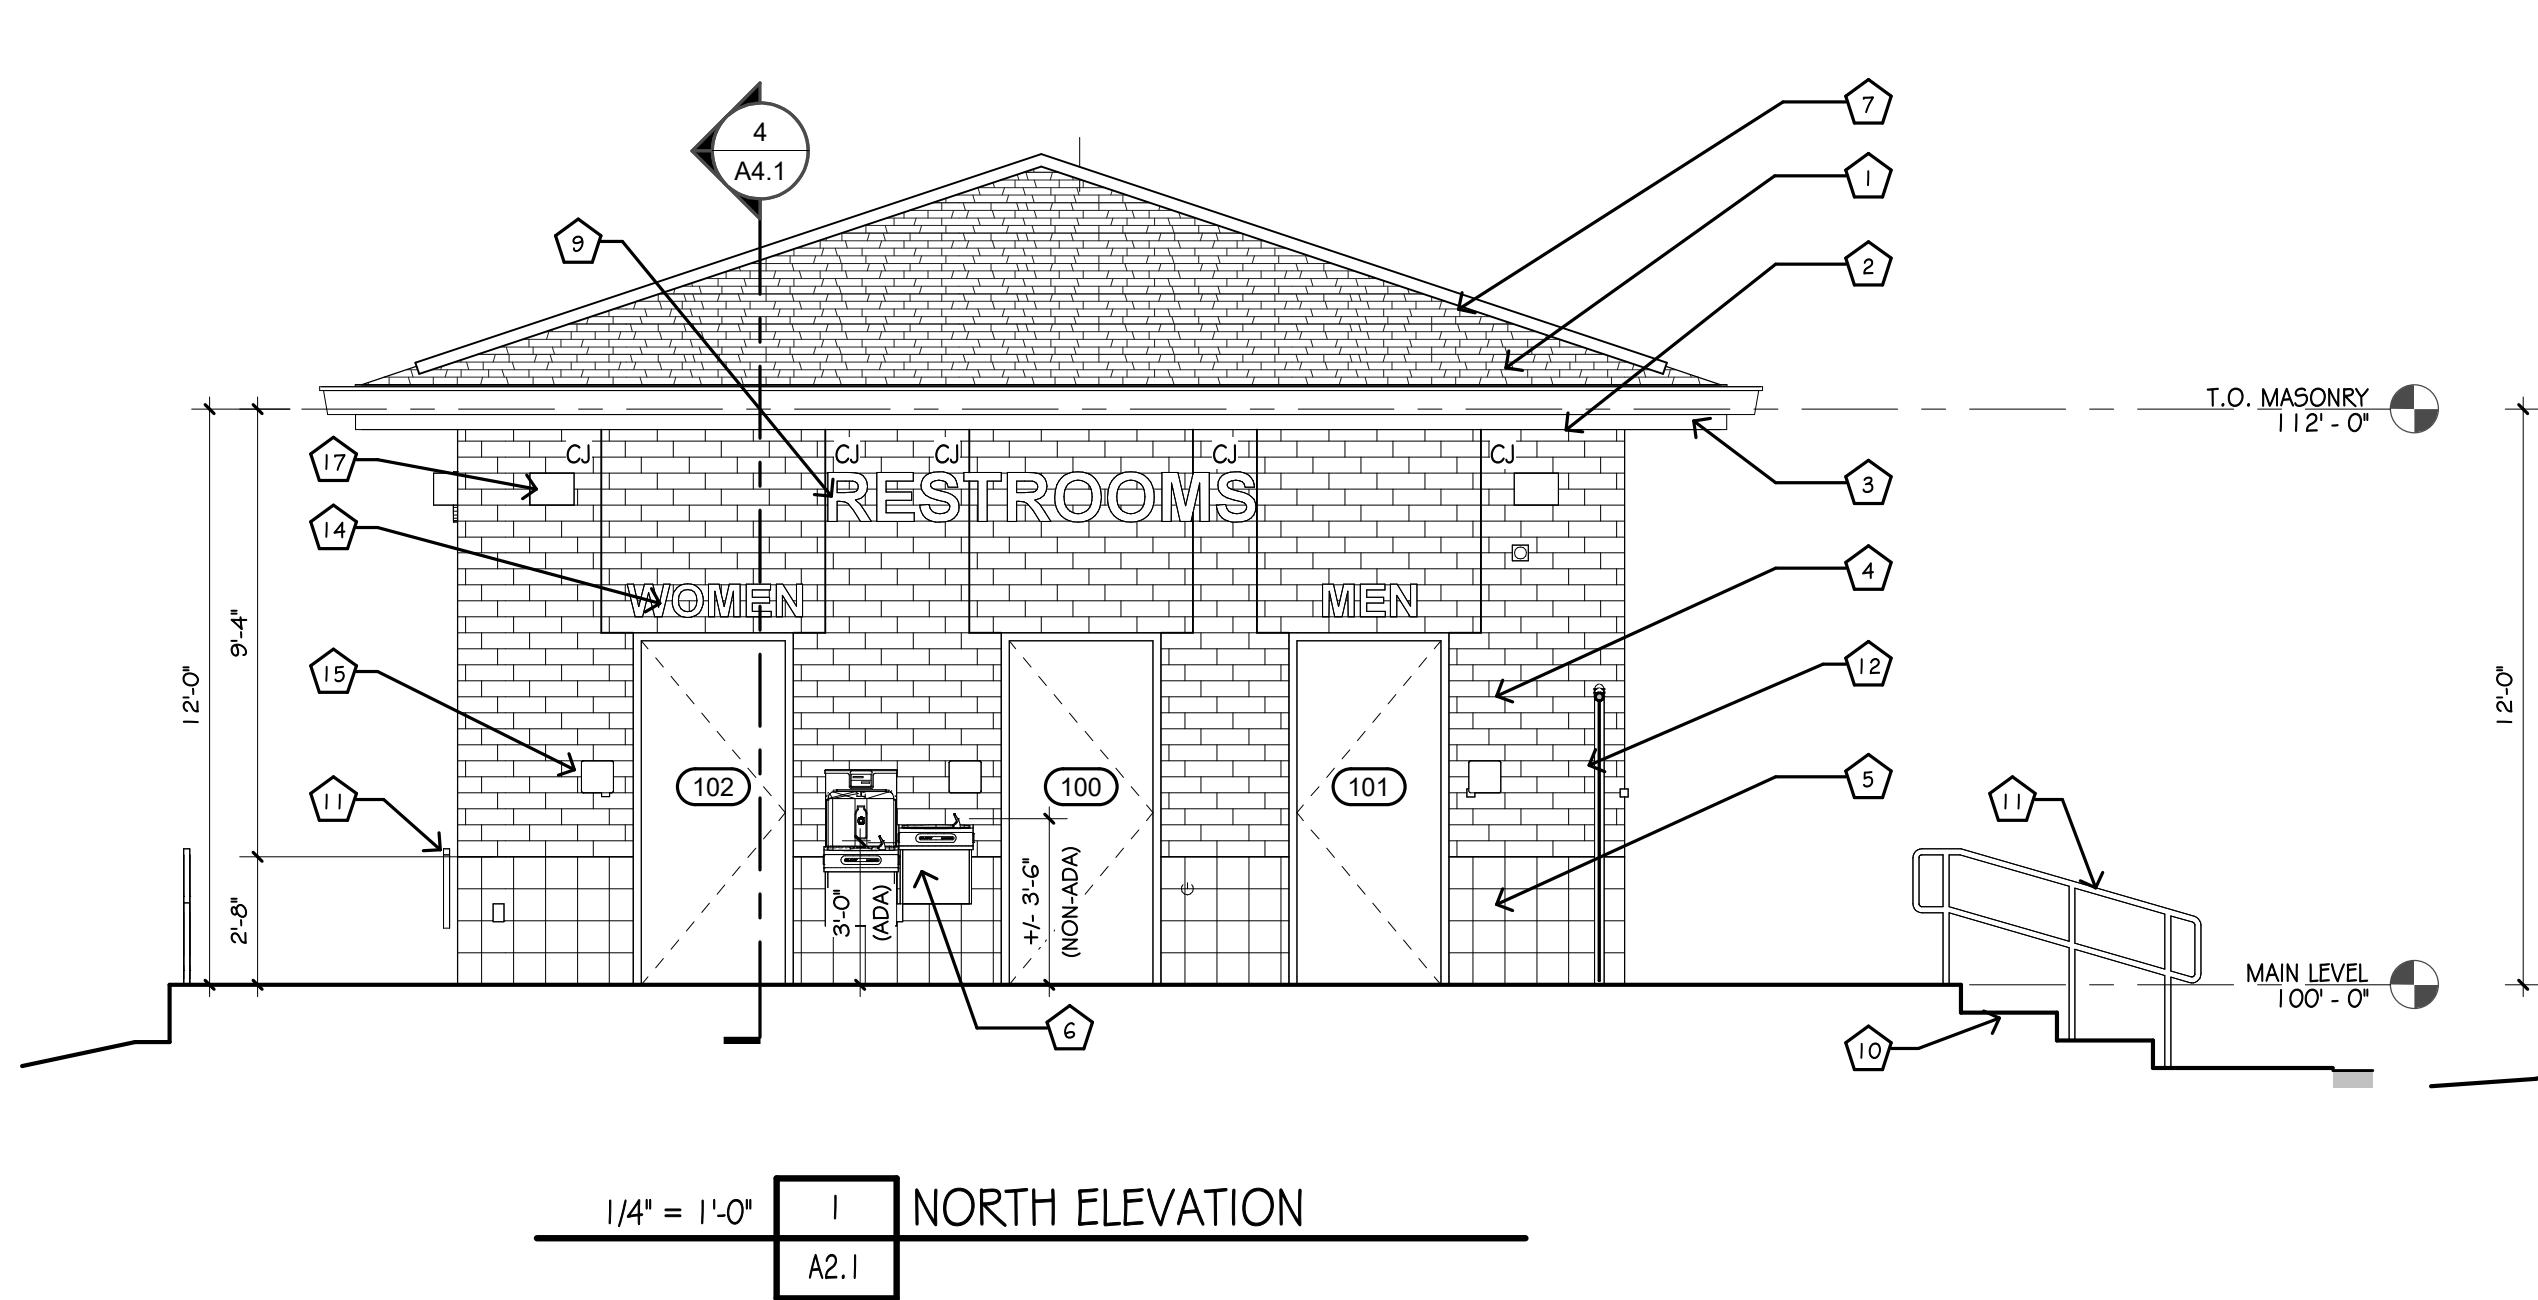 7
4
A4.1
1
9
2
T.O. MASONRY
112' - 0"
CJ
CJ
CJ
CJ
CJ
17
3
RESTROOMS
14
4
WOMEN
MEN
9'-4"
12'-0"
12'-0"
15
12
102
100
101
5
11
11
2'-8"
3'-0"
(ADA)
+/- 3'-6"
(NON-ADA)
MAIN LEVEL
100' - 0"
6
10
1/4" = 1'-0"
1
NORTH ELEVATION
A2.1